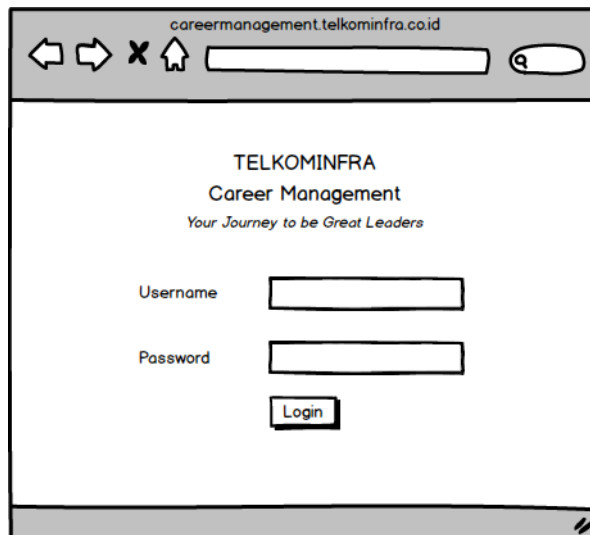 careermanagement.telkominfra.co.id
TELKOMINFRA
Career Management
Your Journey to be Great Leaders
Username
Password
Login